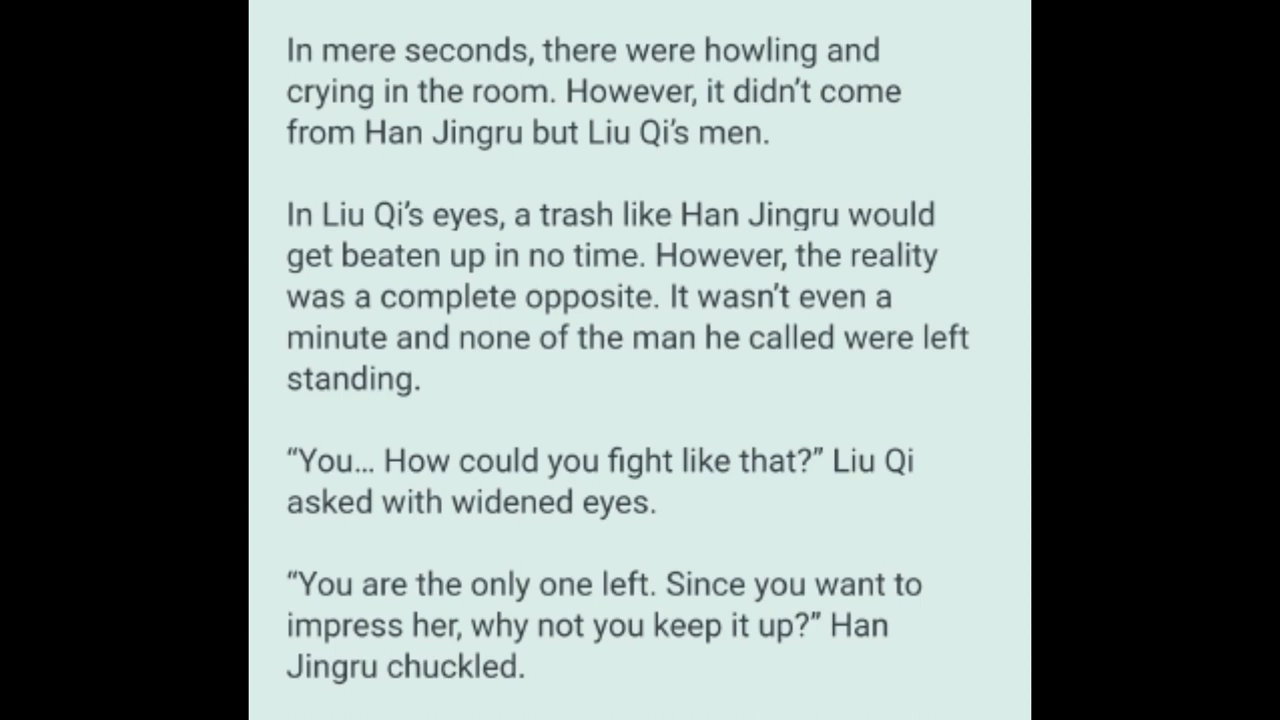 In mere seconds, there were howling and
crying in the room. However, it didn’t come
from Han Jingru but Liu Qi’s men.
In Liu Qi’s eyes, a trash like Han Jingru would
get beaten up in no time. However, the reality
was a complete opposite. It wasn’t even a
minute and none of the man he called were left
standing.
“You… How could you fight like that?” Liu Qi
asked with widened eyes.
“You are the only one left. Since you want to
impress her, why not you keep it up?” Han
Jingru chuckled.